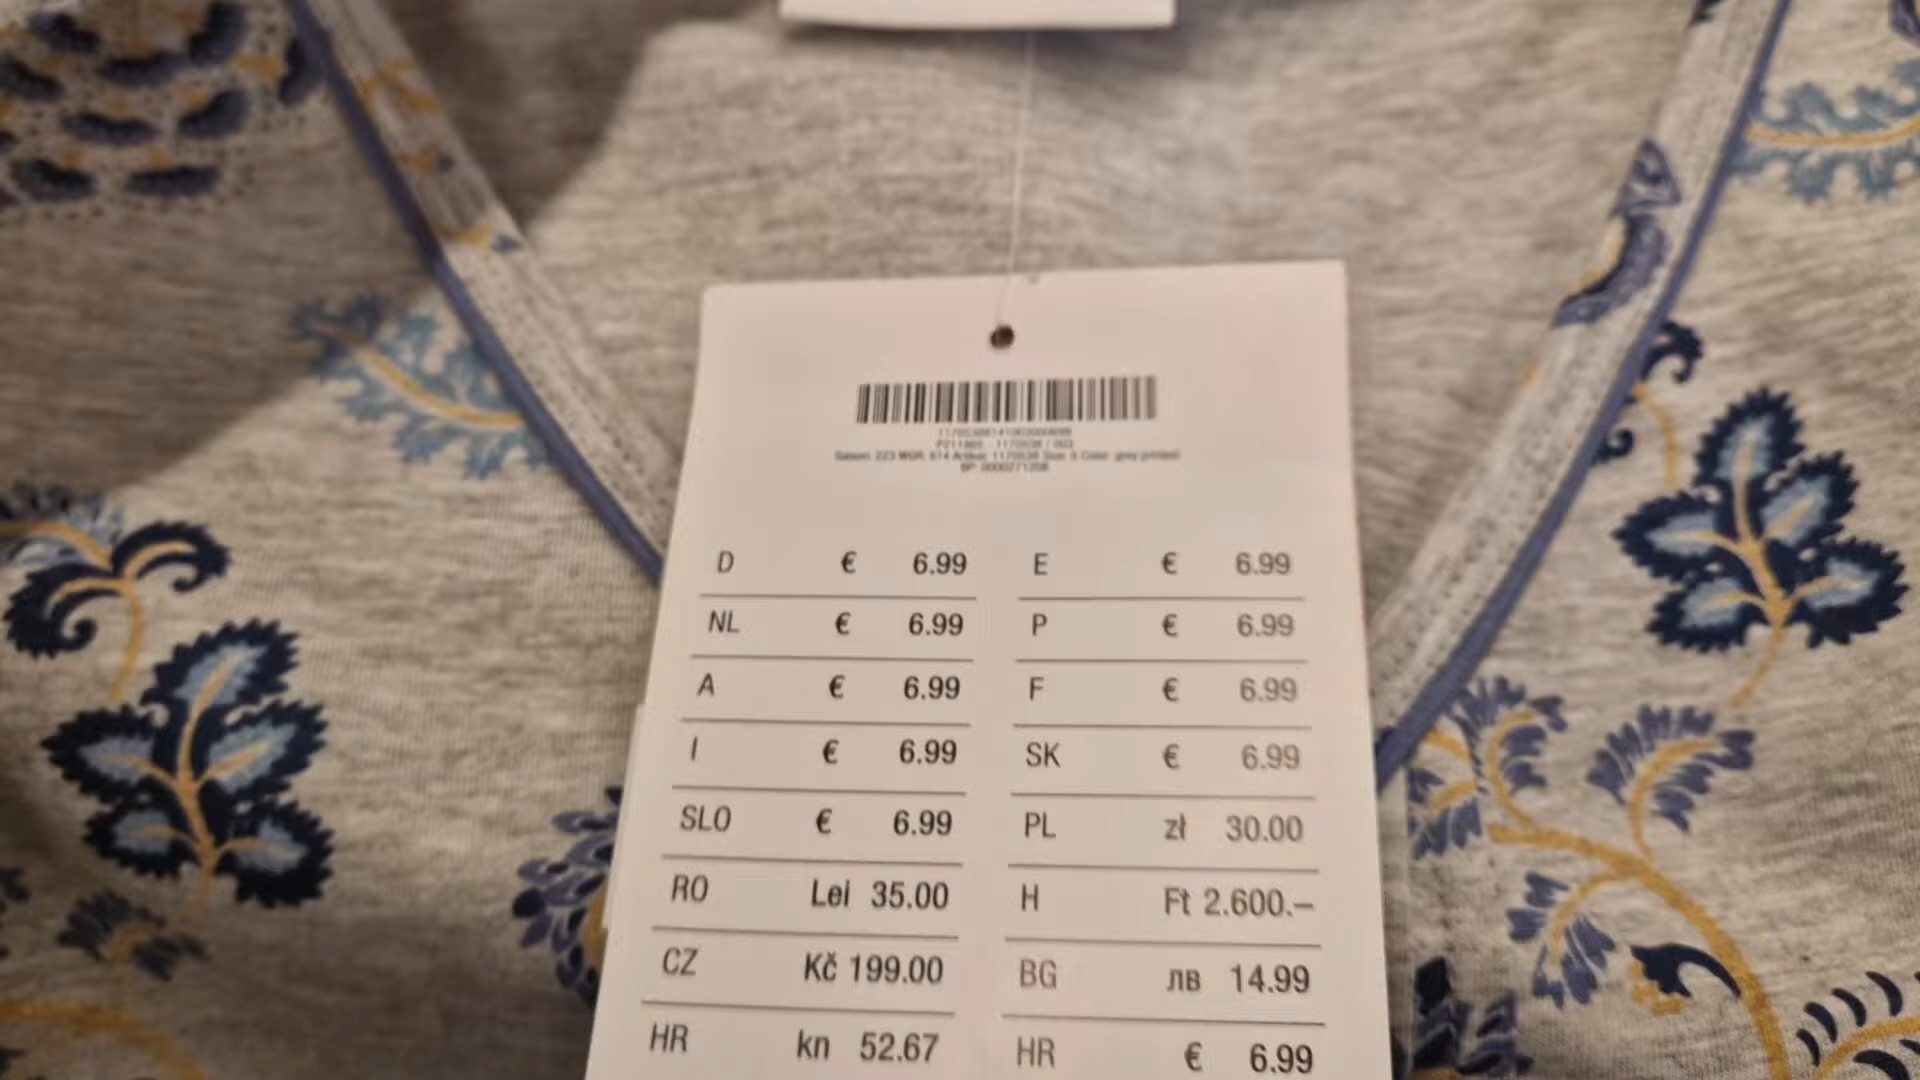 D € 6.99 E € 6.99
NL € 6.99 P € 6.99
A € 6.99 F € 6.99
I € 6.99 SK € 6.99
SLO € 6.99 PL zł 30.00
RO Lei 35.00 H Ft 2.600.–
CZ Kč 199.00 BG лв 14.99
HR kn 52.67 HR € 6.99